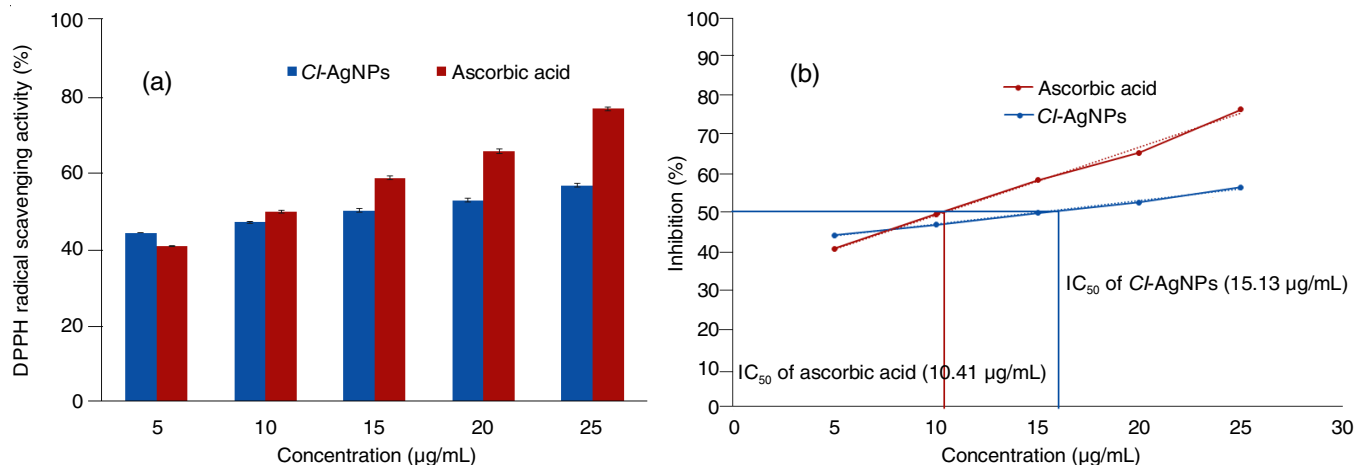 100
80
60
40
20
0
DPPH radical scavenging activity (%)
(a)
CI-AgNPs
Ascorbic acid
5 10 15 20 25
Concentration (µg/mL)
100
90
80
70
60
50
40
30
20
10
0
Inhibition (%)
(b)
Ascorbic acid
CI-AgNPs
IC50 of CI-AgNPs (15.13 µg/mL)
IC50 of ascorbic acid (10.41 µg/mL)
0 5 10 15 20 25 30
Concentration (µg/mL)